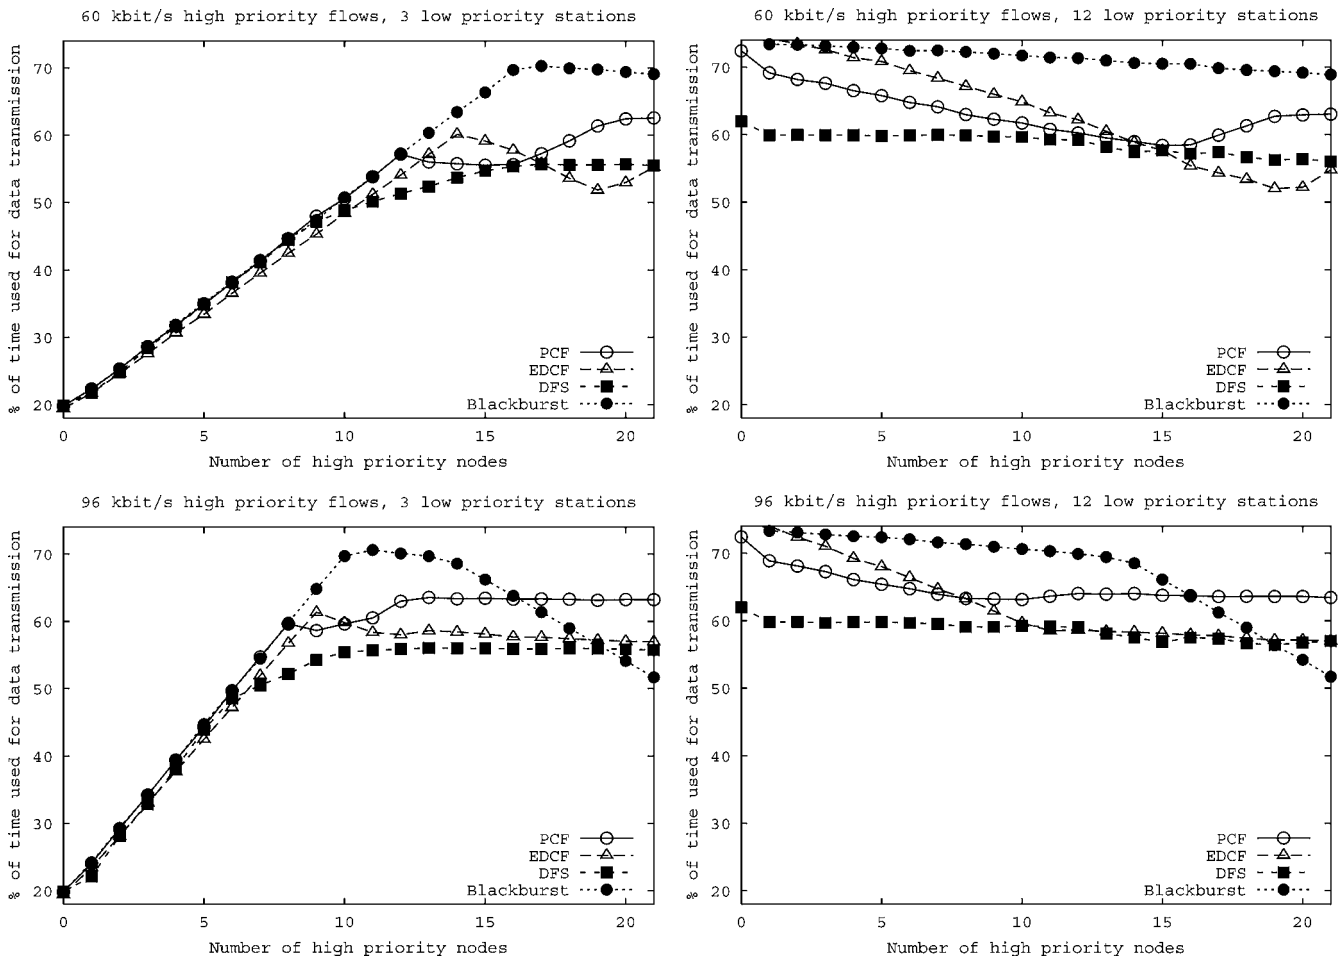 60 kbit/s high priority flows, 3 low priority stations
% of time used for data transmission
70
60
50
40
30
20
PCF
EDCF
DFS
Blackburst
0 5 10 15 20
Number of high priority nodes
60 kbit/s high priority flows, 12 low priority stations
% of time used for data transmission
70
60
50
40
30
20
PCF
EDCF
DFS
Blackburst
0 5 10 15 20
Number of high priority nodes
96 kbit/s high priority flows, 3 low priority stations
% of time used for data transmission
70
60
50
40
30
20
PCF
EDCF
DFS
Blackburst
0 5 10 15 20
Number of high priority nodes
96 kbit/s high priority flows, 12 low priority stations
% of time used for data transmission
70
60
50
40
30
20
PCF
EDCF
DFS
Blackburst
0 5 10 15 20
Number of high priority nodes